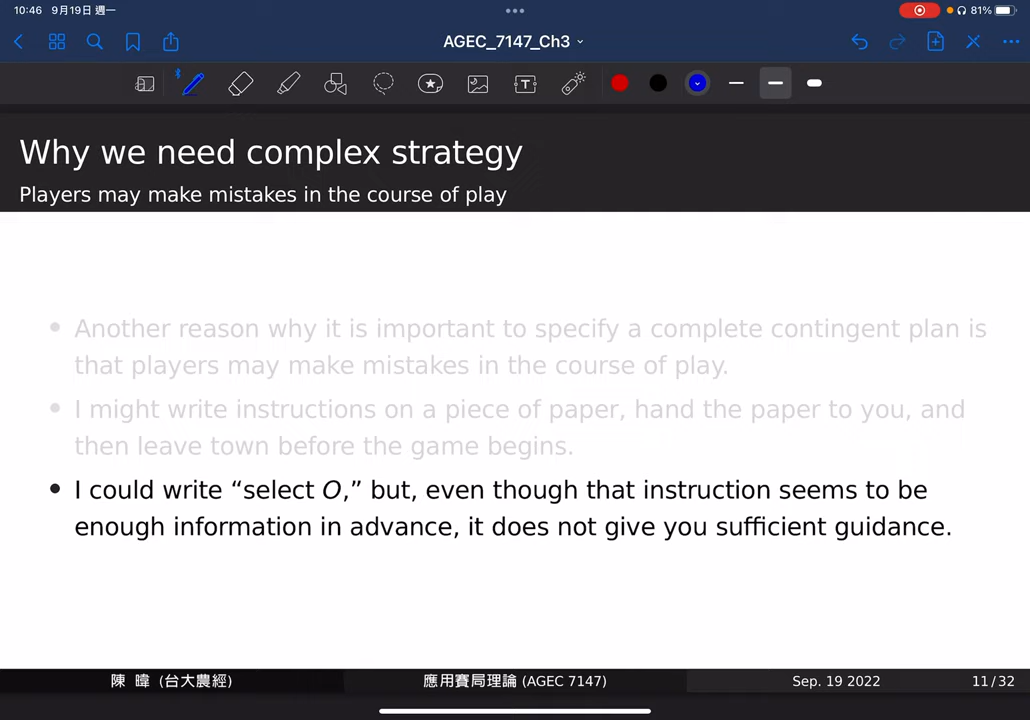 10:46 9月19日 週一
81%
AGEC_7147_Ch3
T
Why we need complex strategy
Players may make mistakes in the course of play
Another reason why it is important to specify a complete contingent plan is
that players may make mistakes in the course of play.
I might write instructions on a piece of paper, hand the paper to you, and
then leave town before the game begins.
I could write “select O,” but, even though that instruction seems to be
enough information in advance, it does not give you sufficient guidance.
陳 暐 (台大農經) 應用賽局理論 (AGEC 7147) Sep. 19 2022 11/32